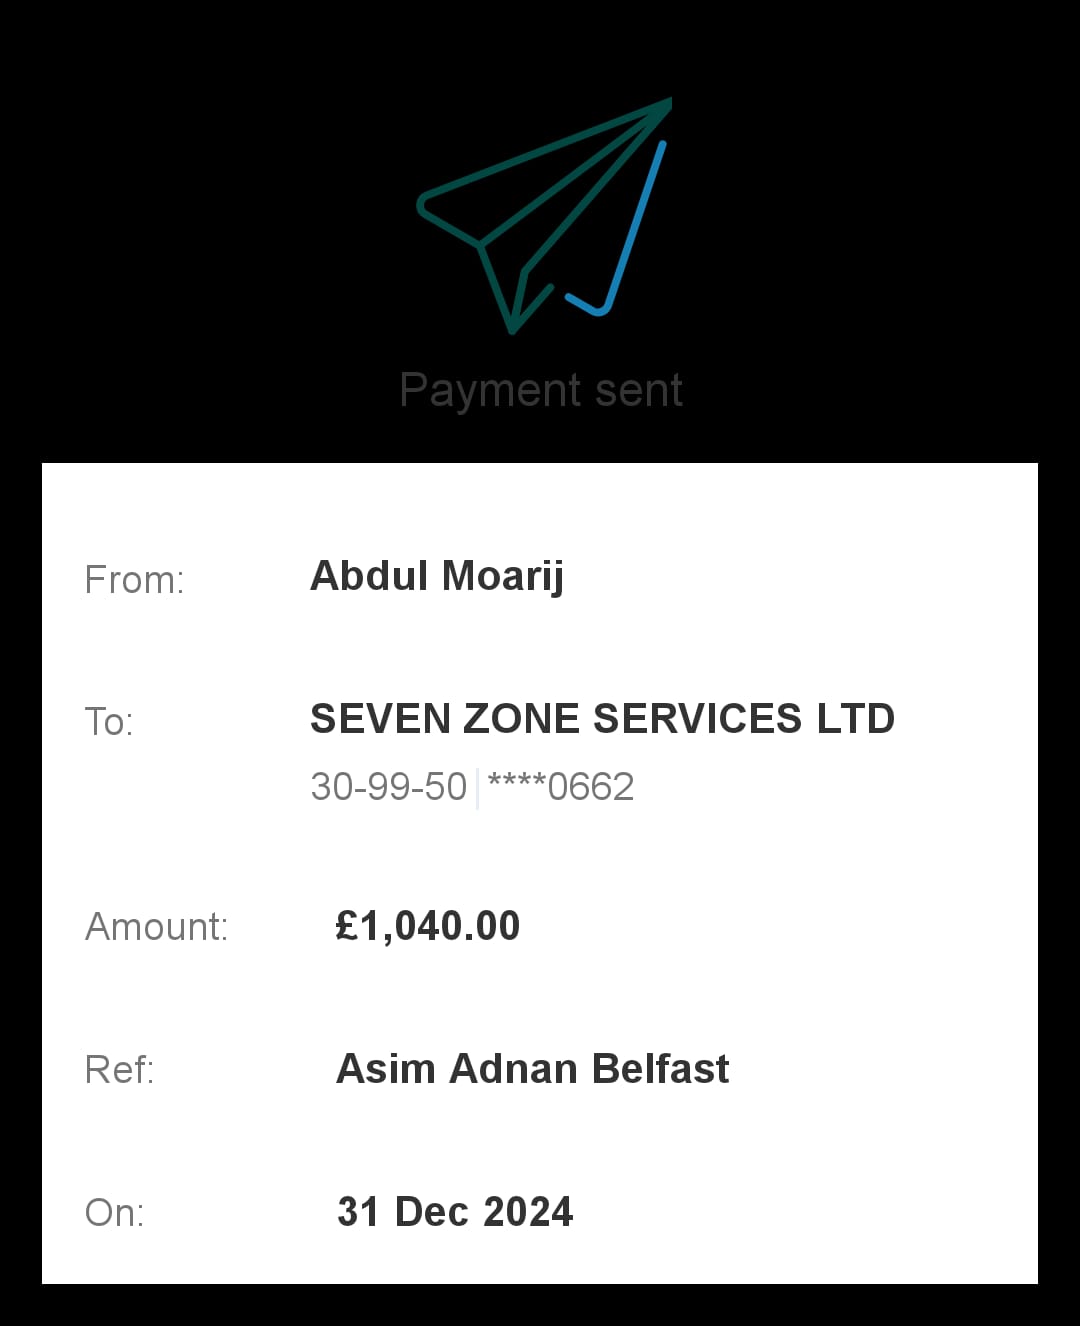 Payment sent
From: Abdul Moarij
To: SEVEN ZONE SERVICES LTD
30-99-50 ****0662
Amount: £1,040.00
Ref: Asim Adnan Belfast
On: 31 Dec 2024